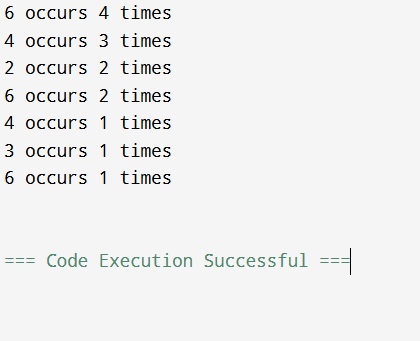 6 occurs 4 times
4 occurs 3 times
2 occurs 2 times
6 occurs 2 times
4 occurs 1 times
3 occurs 1 times
6 occurs 1 times
=== Code Execution Successful ===